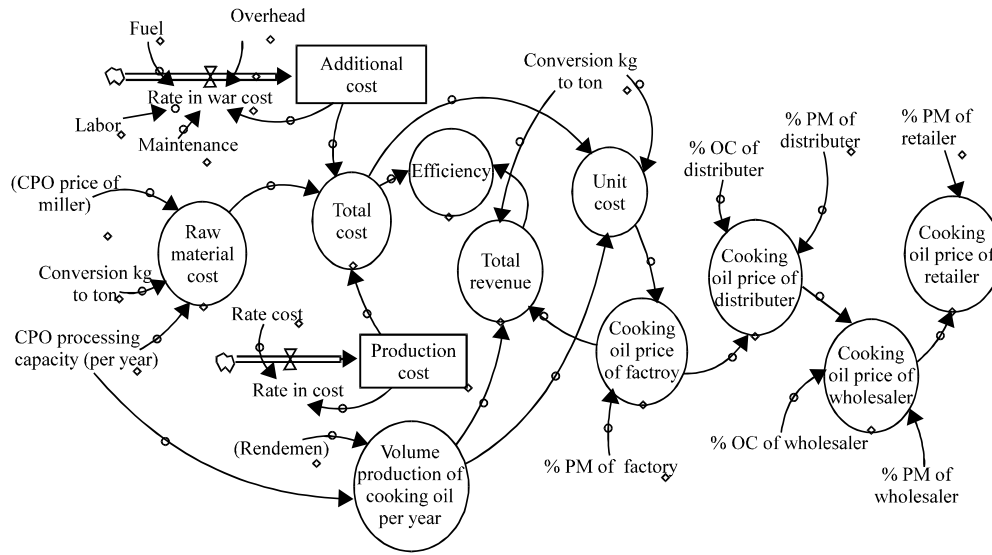 Fuel
Overhead
Additional
cost
Rate in war cost
Labor
Maintenance
Conversion kg
to ton
% PM of
distributer
% PM of
retailer
% OC of
distributer
(CPO price of
miller)
Raw
material
cost
Total
cost
Efficiency
Unit
cost
Total
revenue
Cooking
oil price of
distributer
Cooking
oil price of
retailer
Conversion kg
to ton
CPO processing
capacity (per year)
Rate cost
Production
cost
Rate in cost
Cooking
oil price
of factroy
Cooking
oil price of
wholesaler
(Rendemen)
Volume
production of
cooking oil
per year
% PM of factory
% OC of wholesaler
% PM of
wholesaler